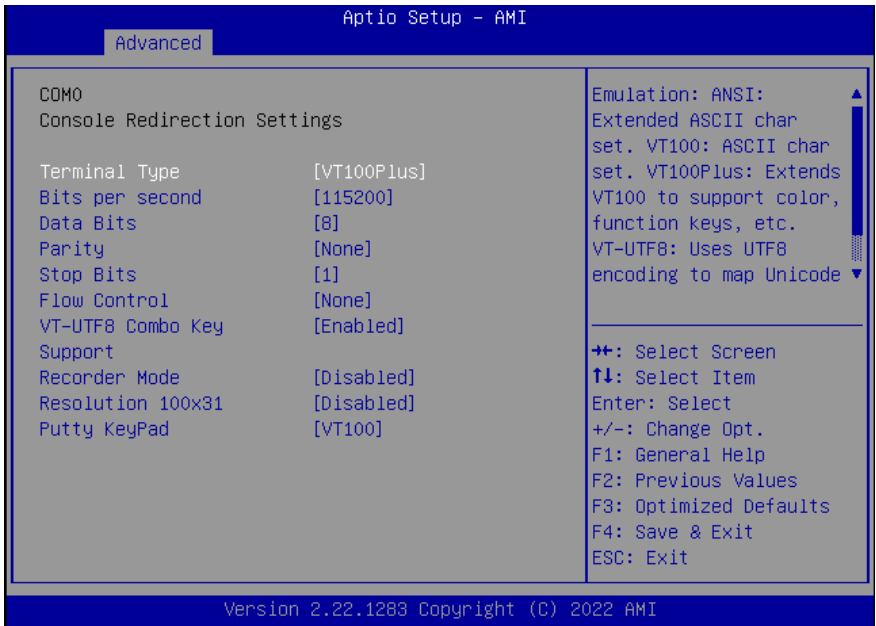 Aptio Setup – AMI
Advanced
COM0
Console Redirection Settings
Terminal Type [VT100Plus]
Bits per second [115200]
Data Bits [8]
Parity [None]
Stop Bits [1]
Flow Control [None]
VT-UTF8 Combo Key [Enabled]
Support
Recorder Mode [Disabled]
Resolution 100x31 [Disabled]
Putty KeyPad [VT100]
Emulation: ANSI:
Extended ASCII char
set. VT100: ASCII char
set. VT100Plus: Extends
VT100 to support color,
function keys, etc.
VT-UTF8: Uses UTF8
encoding to map Unicode
→←: Select Screen
↑↓: Select Item
Enter: Select
+/-: Change Opt.
F1: General Help
F2: Previous Values
F3: Optimized Defaults
F4: Save & Exit
ESC: Exit
Version 2.22.1283 Copyright (C) 2022 AMI